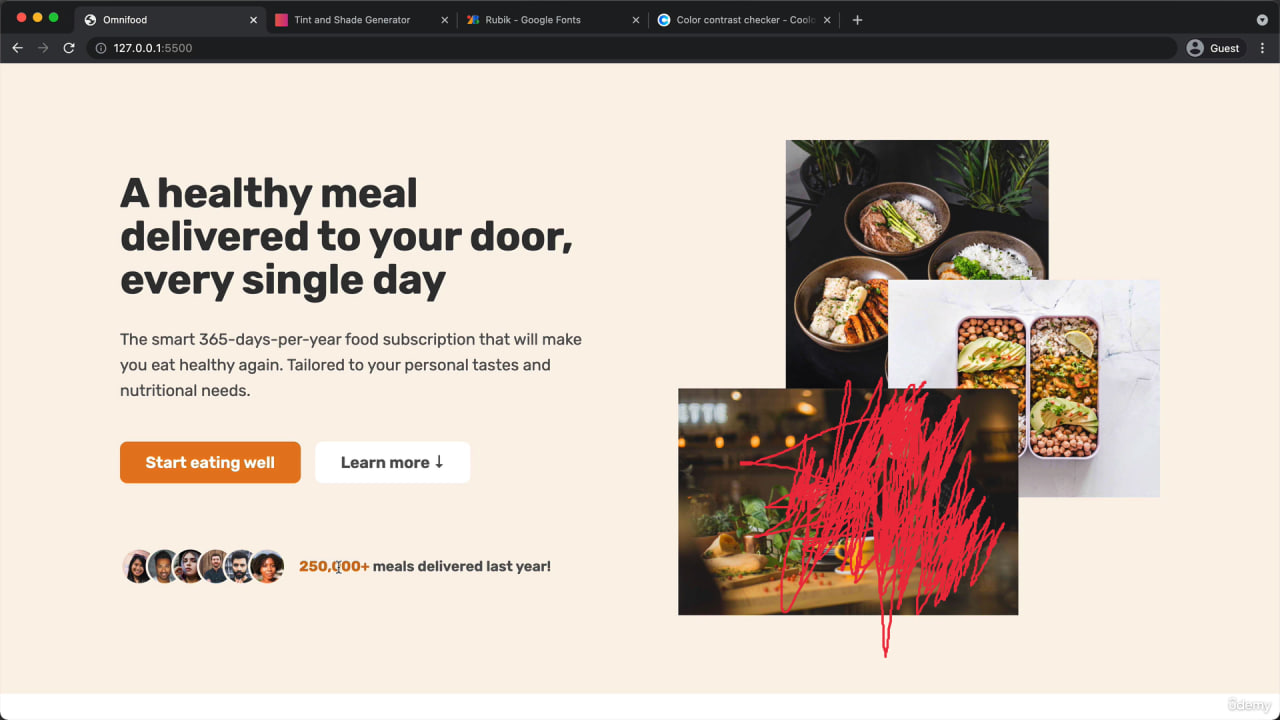 Omnifood
Tint and Shade Generator
Rubik - Google Fonts
Color contrast checker - Coolo
127.0.0.1:5500
Guest
A healthy meal
delivered to your door,
every single day
The smart 365-days-per-year food subscription that will make
you eat healthy again. Tailored to your personal tastes and
nutritional needs.
Start eating well
Learn more ↓
250,000+ meals delivered last year!
ûdemy